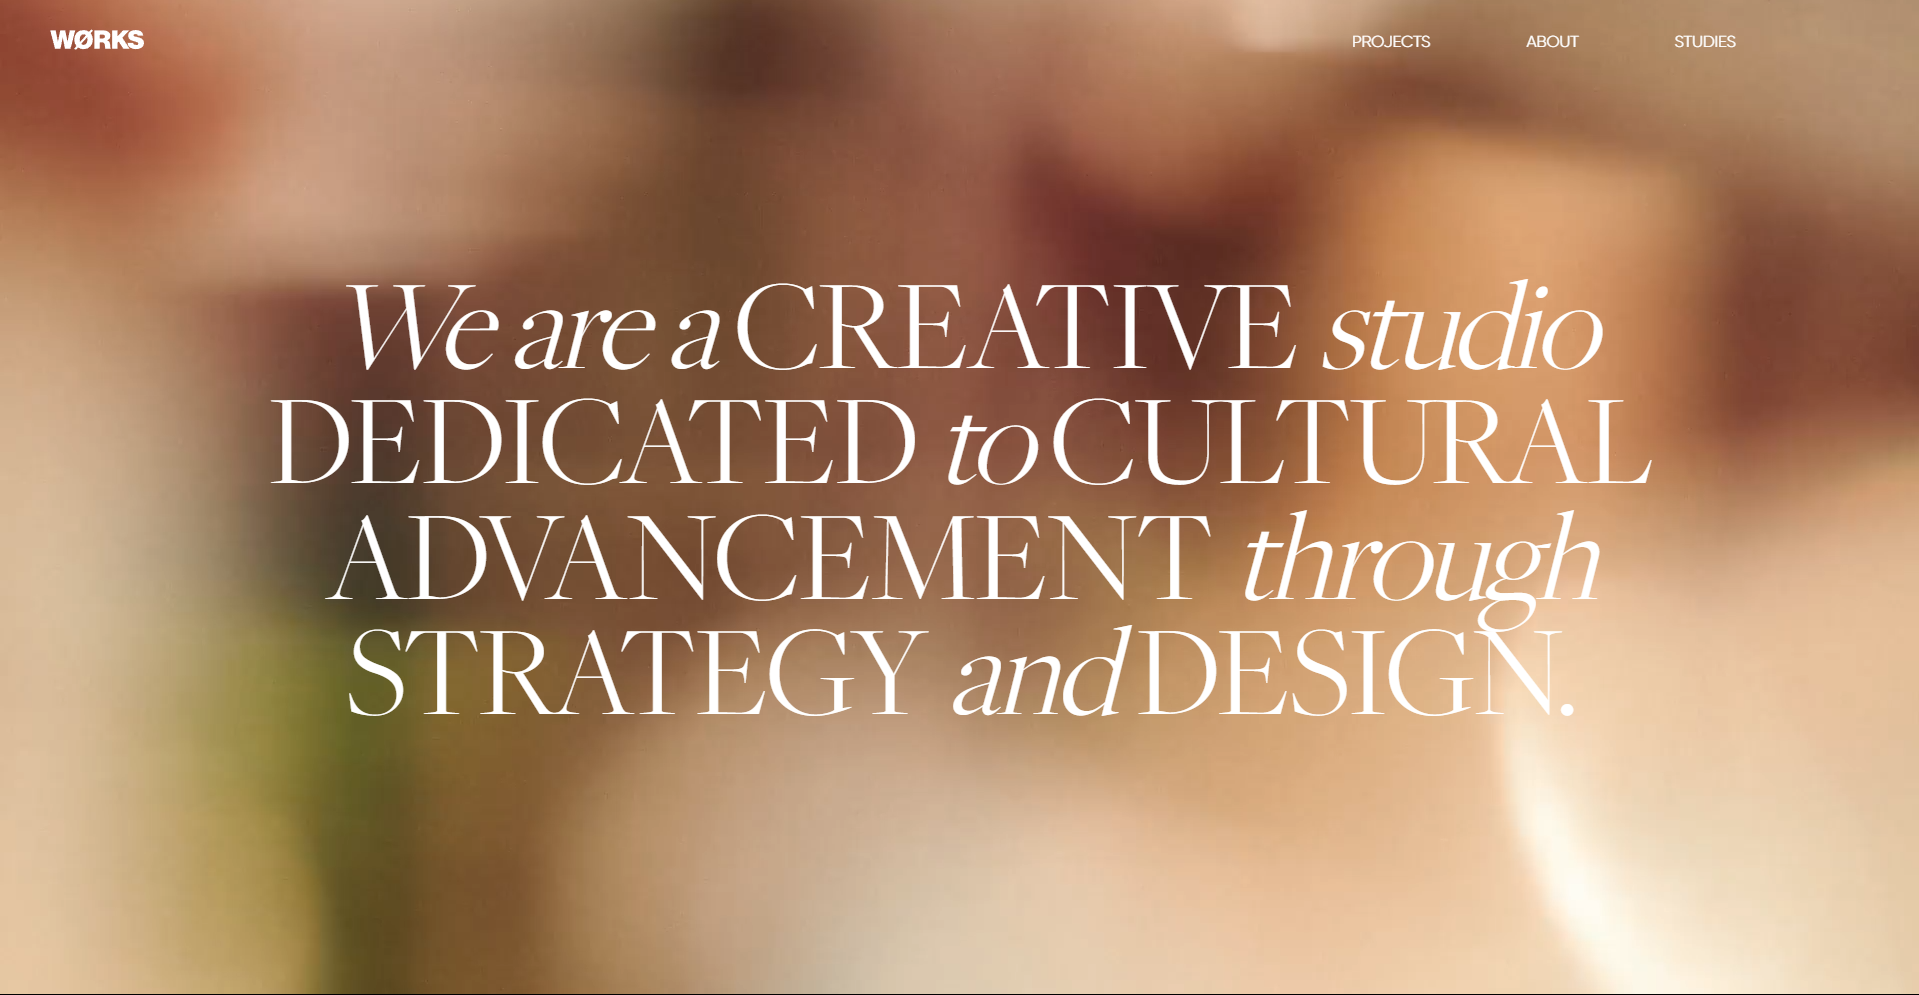 WØRKS
PROJECTS ABOUT STUDIES
We are a CREATIVE studio
DEDICATED to CULTURAL
ADVANCEMENT through
STRATEGY and DESIGN.